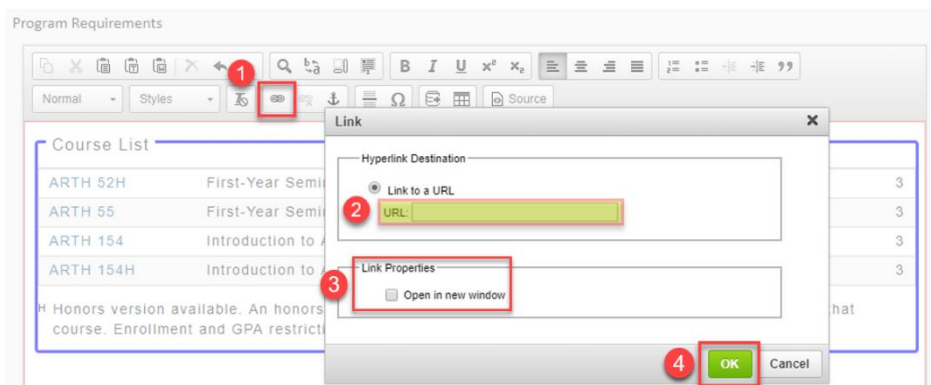 Program Requirements
1
B I U x² x₂
Normal Styles Source
Link
Course List
Hyperlink Destination
Link to a URL
2 URL:
ARTH 52H First-Year Semi 3
ARTH 55 First-Year Semi 3
ARTH 154 Introduction to 3
ARTH 154H Introduction to 3
Link Properties
3 Open in new window
H Honors version available. An honors hat
course. Enrollment and GPA restricti
4 OK Cancel